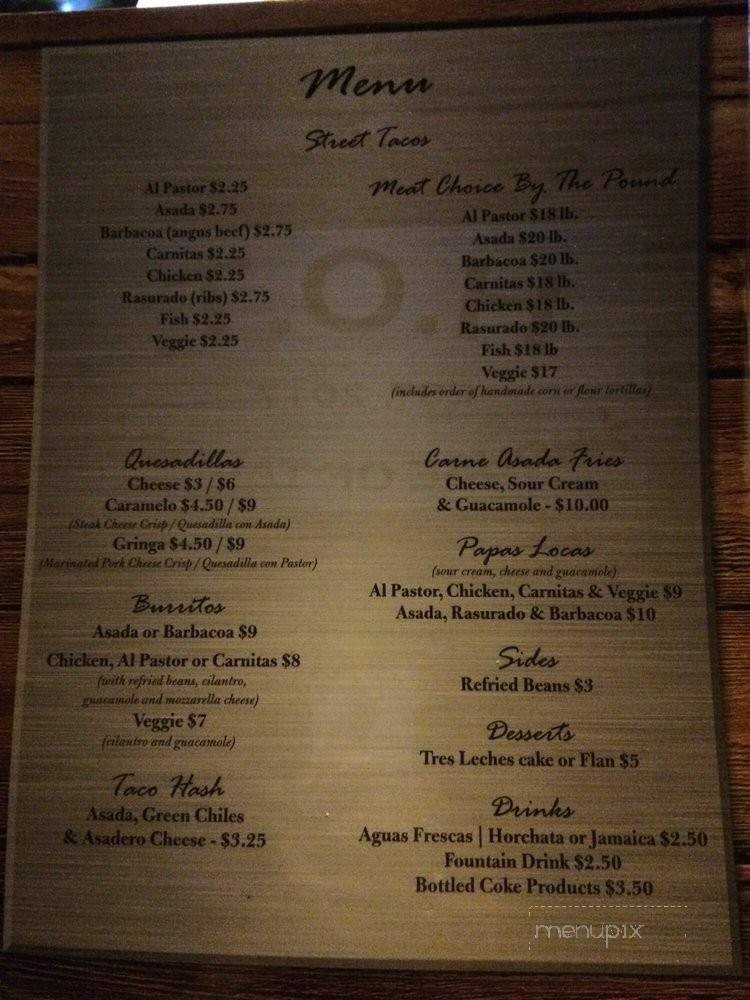 Menu
Street Tacos
Al Pastor $2.25
Asada $2.75
Barbacoa (angus beef) $2.75
Carnitas $2.25
Chicken $2.25
Rasurado (ribs) $2.75
Fish $2.25
Veggie $2.25
Meat Choice By The Pound
Al Pastor $18 lb.
Asada $20 lb.
Barbacoa $20 lb.
Carnitas $18 lb.
Chicken $18 lb.
Rasurado $20 lb.
Fish $18 lb
Veggie $17
(includes order of handmade corn or flour tortillas)
Quesadillas
Cheese $3 / $6
Caramelo $4.50 / $9
(Steak Cheese Crisp / Quesadilla con Asada)
Gringa $4.50 / $9
(Marinated Pork Cheese Crisp / Quesadilla con Pastor)
Burritos
Asada or Barbacoa $9
Chicken, Al Pastor or Carnitas $8
(with refried beans, cilantro,
guacamole and mozzarella cheese)
Veggie $7
(cilantro and guacamole)
Taco Hash
Asada, Green Chiles
& Asadero Cheese - $3.25
Carne Asada Fries
Cheese, Sour Cream
& Guacamole - $10.00
Papas Locas
(sour cream, cheese and guacamole)
Al Pastor, Chicken, Carnitas & Veggie $9
Asada, Rasurado & Barbacoa $10
Sides
Refried Beans $3
Desserts
Tres Leches cake or Flan $5
Drinks
Aguas Frescas | Horchata or Jamaica $2.50
Fountain Drink $2.50
Bottled Coke Products $3.50
menupix